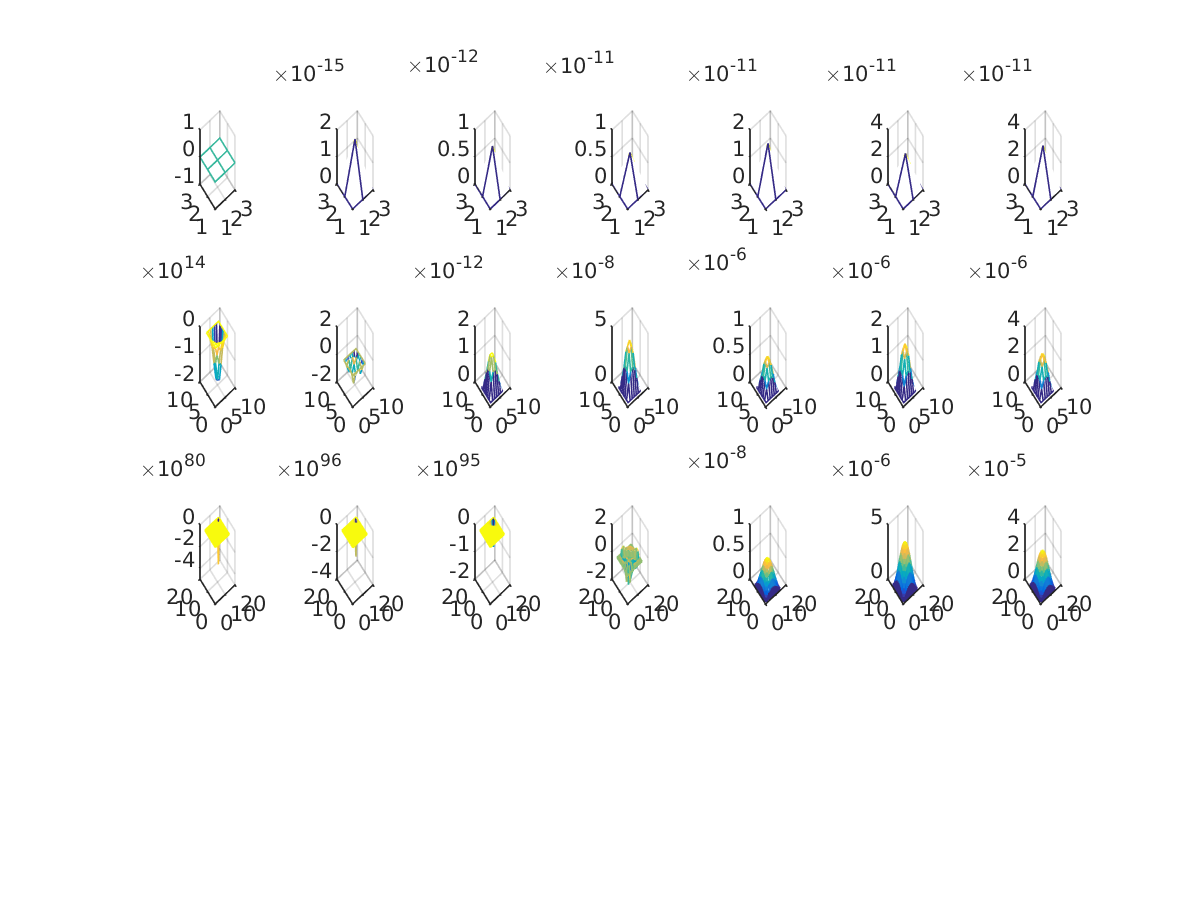 ×10^-15 ×10^-12 ×10^-11 ×10^-11 ×10^-11 ×10^-11
1 2 1 1 2 4 4
0 1 0.5 0.5 1 2 2
-1 0 0 0 0 0 0
3 3 3 3 3 3 3 3 3 3 3 3 3 3
2 2 2 2 2 2 2 2 2 2 2 2 2 2
1 1 1 1 1 1 1 1 1 1 1 1 1 1
×10^14 ×10^-12 ×10^-8 ×10^-6 ×10^-6 ×10^-6
0 2 2 5 1 2 4
-1 0 1 0.5 1 2
-2 -2 0 0 0 0 0
10 10 10 10 10 10 10 10 10 10 10 10 10 10
5 5 5 5 5 5 5 5 5 5 5 5 5 5
0 0 0 0 0 0 0 0 0 0 0 0 0 0
×10^80 ×10^96 ×10^95 ×10^-8 ×10^-6 ×10^-5
0 0 0 2 1 5 4
-2 -2 -1 0 0.5 2
-4 -4 -2 -2 0 0 0
20 20 20 20 20 20 20 20 20 20 20 20 20 20
10 10 10 10 10 10 10 10 10 10 10 10 10 10
0 0 0 0 0 0 0 0 0 0 0 0 0 0